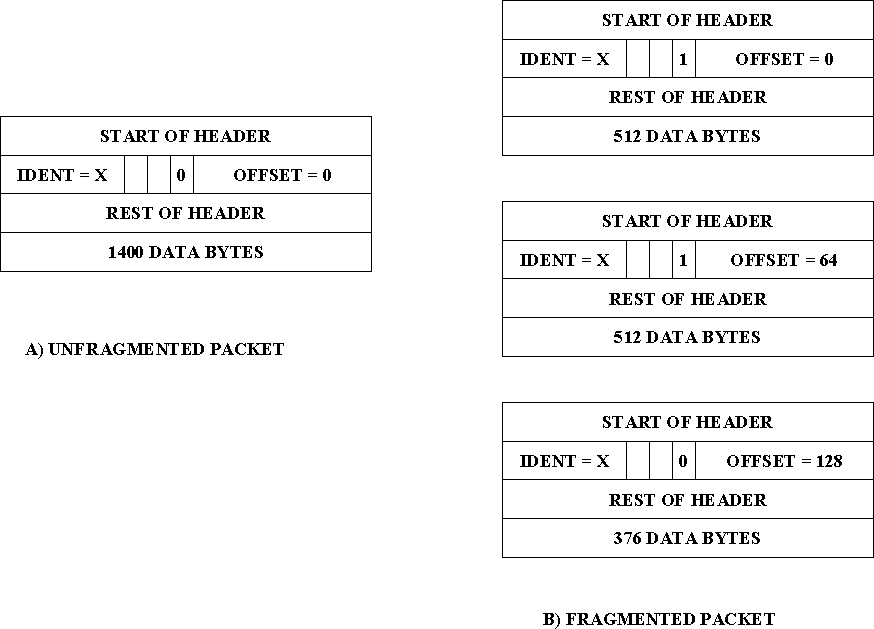 START OF HEADER
IDENT = X 0 OFFSET = 0
REST OF HEADER
1400 DATA BYTES
A) UNFRAGMENTED PACKET
START OF HEADER
IDENT = X 1 OFFSET = 0
REST OF HEADER
512 DATA BYTES
START OF HEADER
IDENT = X 1 OFFSET = 64
REST OF HEADER
512 DATA BYTES
START OF HEADER
IDENT = X 0 OFFSET = 128
REST OF HEADER
376 DATA BYTES
B) FRAGMENTED PACKET